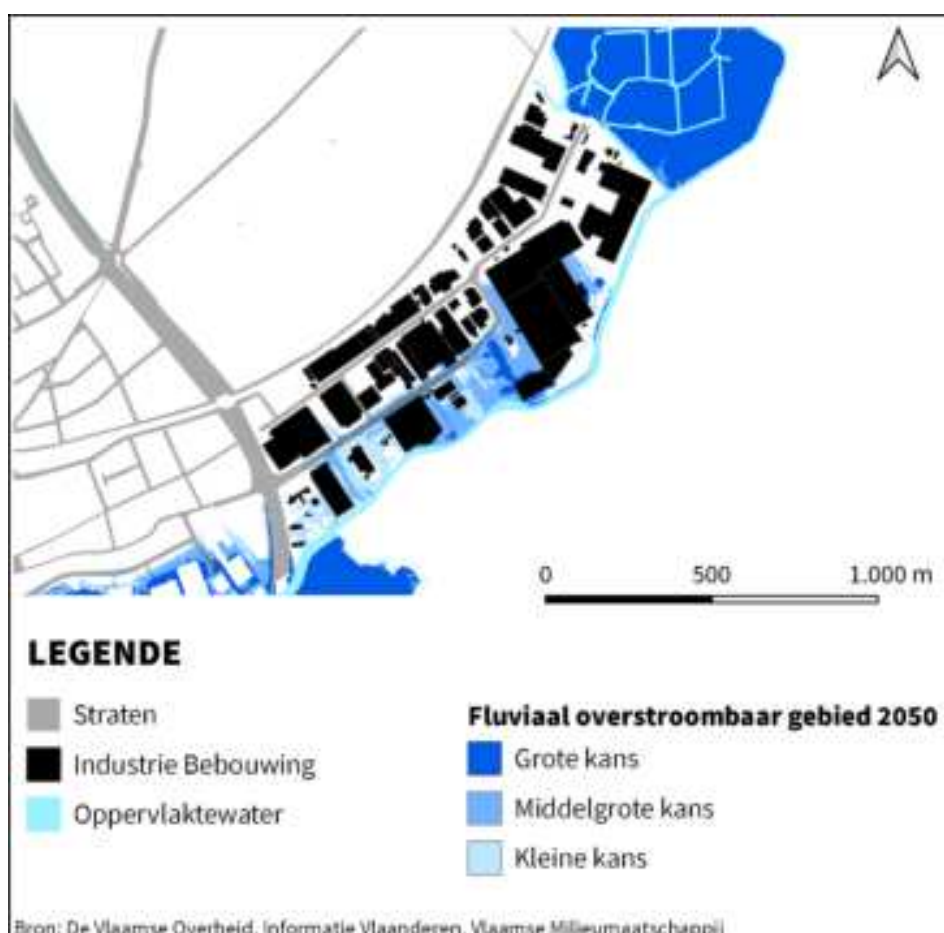 0 500 1.000 m
LEGENDE
Straten
Industrie Bebouwing
Oppervlaktewater
Fluviaal overstroombaar gebied 2050
Grote kans
Middelgrote kans
Kleine kans
Bron: De Vlaamse Overheid, Informatie Vlaanderen, Vlaamse Milieumaatschappij